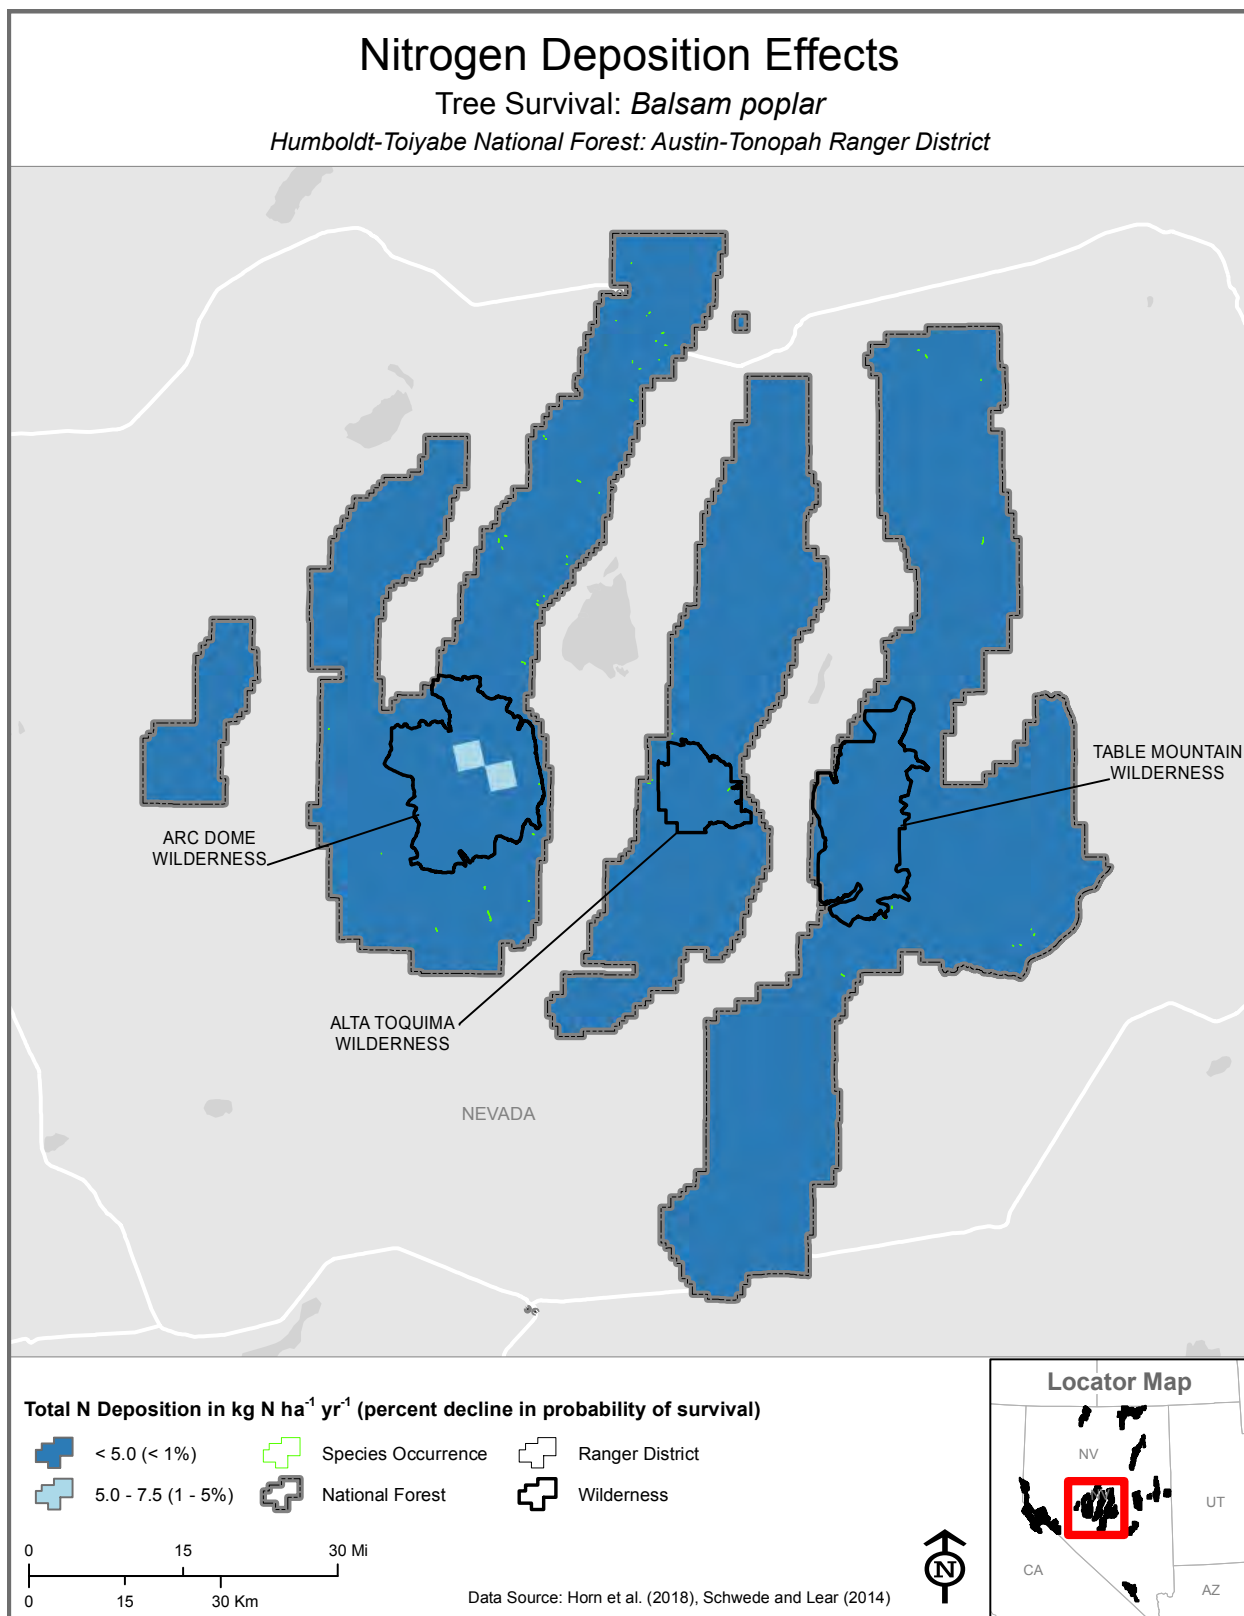 Nitrogen Deposition Effects
Tree Survival: Balsam poplar
Humboldt-Toiyabe National Forest: Austin-Tonopah Ranger District
TABLE MOUNTAIN
WILDERNESS
ARC DOME
WILDERNESS
ALTA TOQUIMA
WILDERNESS
NEVADA
Total N Deposition in kg N ha⁻¹ yr⁻¹ (percent decline in probability of survival)
< 5.0 (< 1%)
Species Occurrence
Ranger District
5.0 - 7.5 (1 - 5%)
National Forest
Wilderness
0 15 30 Mi
0 15 30 Km
N
Data Source: Horn et al. (2018), Schwede and Lear (2014)
Locator Map
NV
UT
CA
AZ